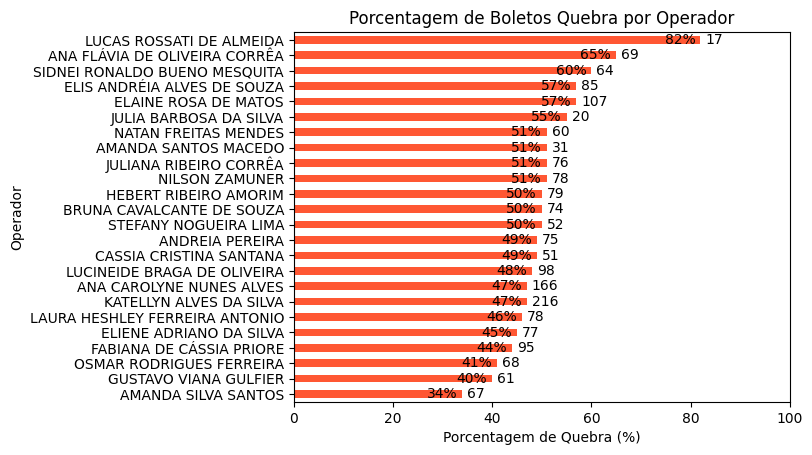 Porcentagem de Boletos Quebra por Operador
LUCAS ROSSATI DE ALMEIDA 82% 17
ANA FLÁVIA DE OLIVEIRA CORRÊA 65% 69
SIDNEI RONALDO BUENO MESQUITA 60% 64
ELIS ANDRÉIA ALVES DE SOUZA 57% 85
ELAINE ROSA DE MATOS 57% 107
JULIA BARBOSA DA SILVA 55% 20
NATAN FREITAS MENDES 51% 60
AMANDA SANTOS MACEDO 51% 31
JULIANA RIBEIRO CORRÊA 51% 76
NILSON ZAMUNER 51% 78
HEBERT RIBEIRO AMORIM 50% 79
BRUNA CAVALCANTE DE SOUZA 50% 74
STEFANY NOGUEIRA LIMA 50% 52
ANDREIA PEREIRA 49% 75
CASSIA CRISTINA SANTANA 49% 51
LUCINEIDE BRAGA DE OLIVEIRA 48% 98
ANA CAROLYNE NUNES ALVES 47% 166
KATELLYN ALVES DA SILVA 47% 216
LAURA HESHLEY FERREIRA ANTONIO 46% 78
ELIENE ADRIANO DA SILVA 45% 77
FABIANA DE CÁSSIA PRIORE 44% 95
OSMAR RODRIGUES FERREIRA 41% 68
GUSTAVO VIANA GULFIER 40% 61
AMANDA SILVA SANTOS 34% 67
Operador
0 20 40 60 80 100
Porcentagem de Quebra (%)